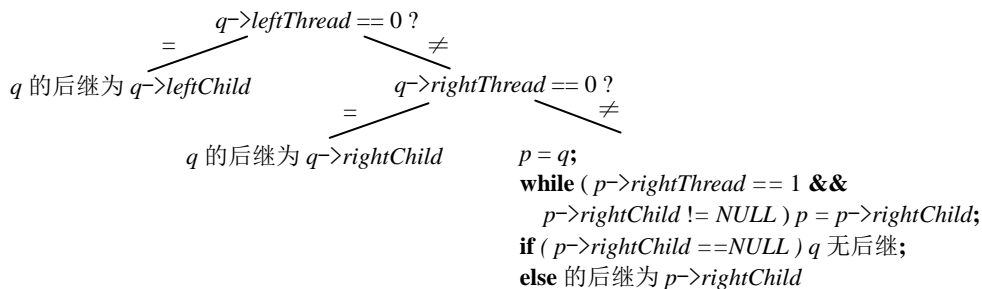 q->leftThread == 0 ?
= ≠
q 的后继为 q->leftChild q->rightThread == 0 ?
= ≠
q 的后继为 q->rightChild
p = q;
while ( p->rightThread == 1 &&
p->rightChild != NULL ) p = p->rightChild;
if ( p->rightChild ==NULL ) q 无后继;
else 的后继为 p->rightChild